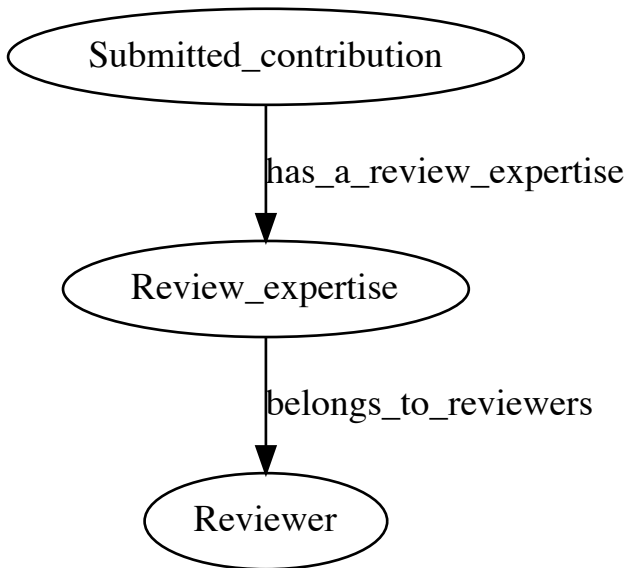 Submitted_contribution
has_a_review_expertise
Review_expertise
belongs_to_reviewers
Reviewer